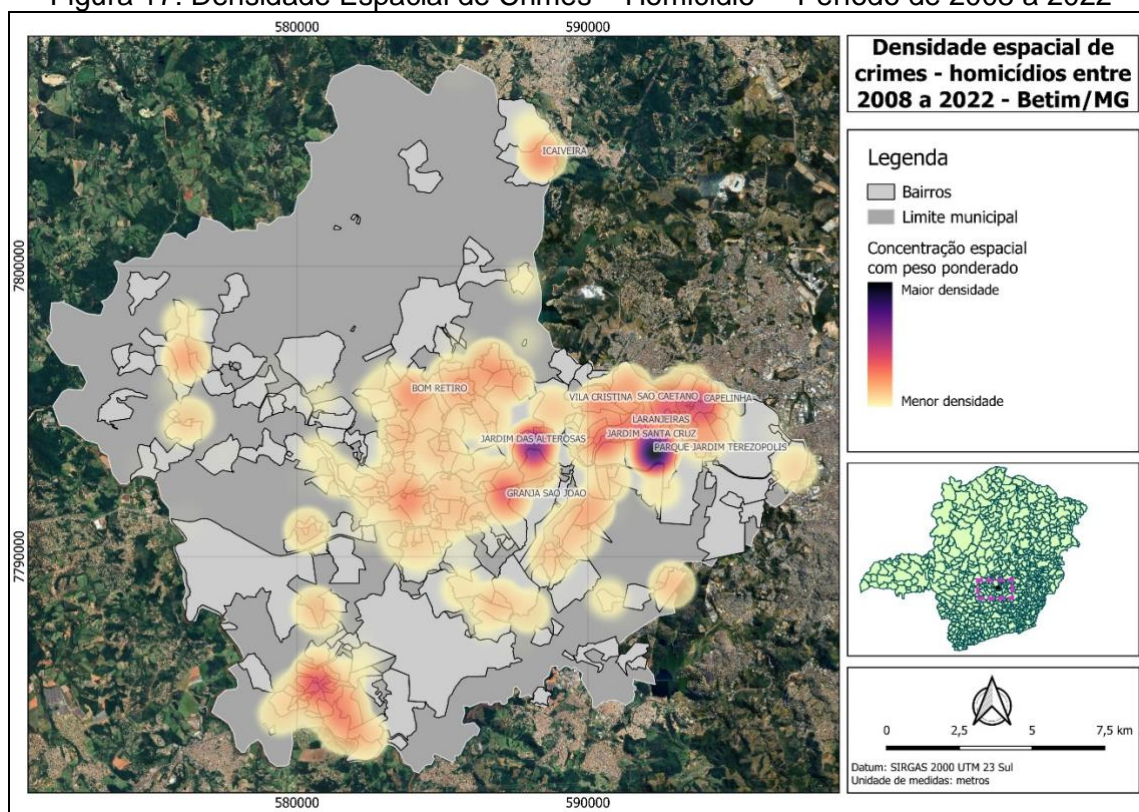 Figura 17: Densidade Espacial de Crimes – Homicídio – Período de 2008 a 2022
580000
590000
7800000
7790000
ICAIVEIRA
BOM RETIRO
VILA CRISTINA
SAO CAETANO
CAPELINHA
LARANJEIRAS
JARDIM DAS ALTEROSAS
JARDIM SANTA CRUZ
PARQUE JARDIM TEREZOPOLIS
GRANJA SAO JOAO
580000
590000
Densidade espacial de
crimes - homicídios entre
2008 a 2022 - Betim/MG
Legenda
Bairros
Limite municipal
Concentração espacial
com peso ponderado
Maior densidade
Menor densidade
0 2,5 5 7,5 km
Datum: SIRGAS 2000 UTM 23 Sul
Unidade de medidas: metros